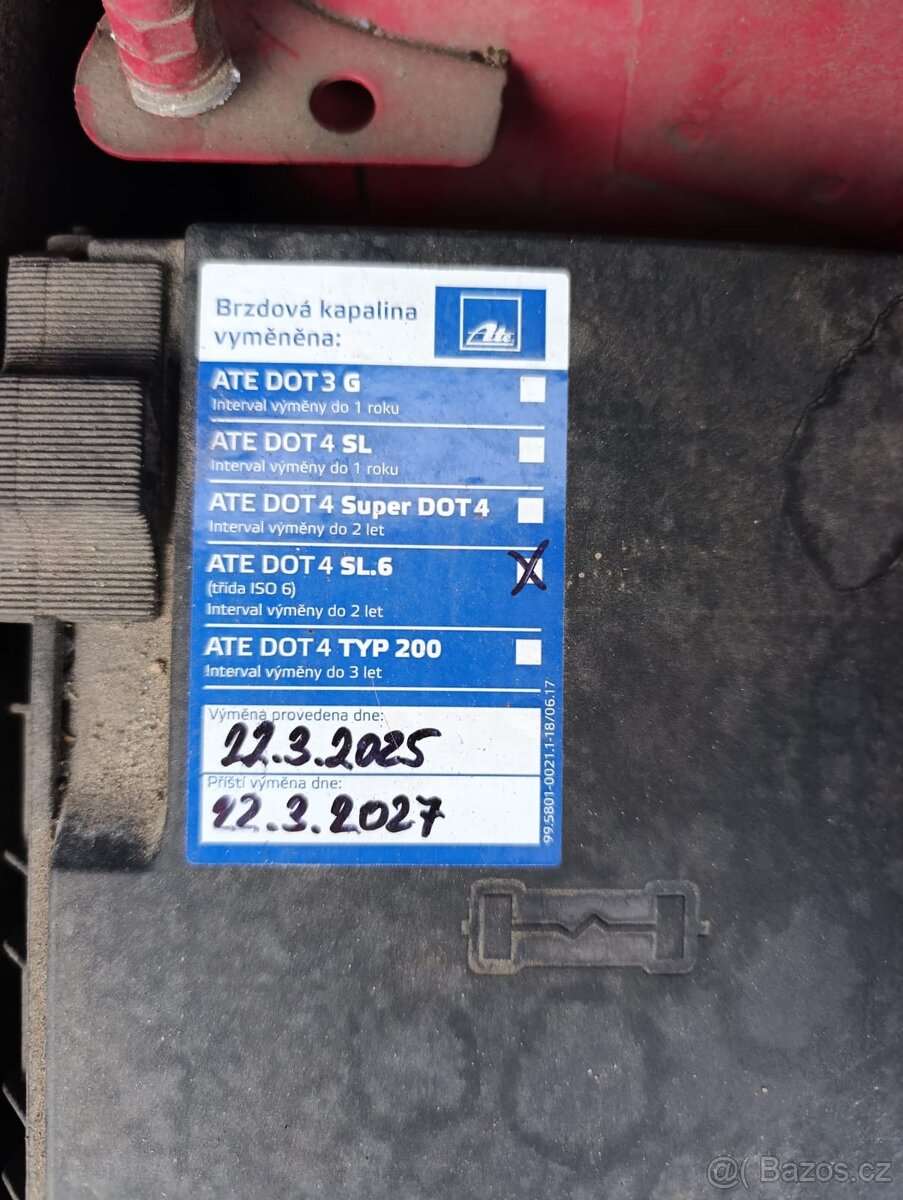 Brzdová kapalina
vyměněna:
Ate
ATE DOT 3 G
Interval výměny do 1 roku
ATE DOT 4 SL
Interval výměny do 1 roku
ATE DOT 4 Super DOT 4
Interval výměny do 2 let
ATE DOT 4 SL.6
(třída ISO 6)
Interval výměny do 2 let
ATE DOT 4 TYP 200
Interval výměny do 3 let
Výměna provedena dne:
22.3.2025
Příští výměna dne:
22.3.2027
99.5801-0021.1-18/06.17
@ Bazos.cz